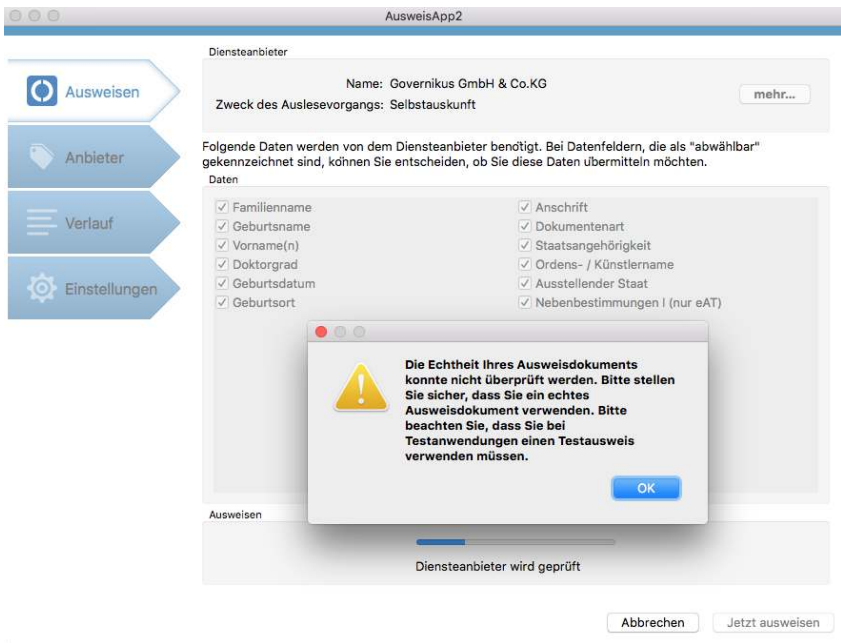 AusweisApp2
Diensteanbieter
Ausweisen
Name: Governikus GmbH & Co.KG
Zweck des Auslesevorgangs: Selbstauskunft
mehr...
Anbieter
Folgende Daten werden von dem Diensteanbieter benötigt. Bei Datenfeldern, die als "abwählbar"
gekennzeichnet sind, können Sie entscheiden, ob Sie diese Daten übermitteln möchten.
Daten
Verlauf
Einstellungen
Familienname
Geburtsname
Vorname(n)
Doktorgrad
Geburtsdatum
Geburtsort
Anschrift
Dokumentenart
Staatsangehörigkeit
Ordens- / Künstlername
Ausstellender Staat
Nebenbestimmungen I (nur eAT)
Die Echtheit Ihres Ausweisdokuments
konnte nicht überprüft werden. Bitte stellen
Sie sicher, dass Sie ein echtes
Ausweisdokument verwenden. Bitte
beachten Sie, dass Sie bei
Testanwendungen einen Testausweis
verwenden müssen.
OK
Ausweisen
Diensteanbieter wird geprüft
Abbrechen
Jetzt ausweisen